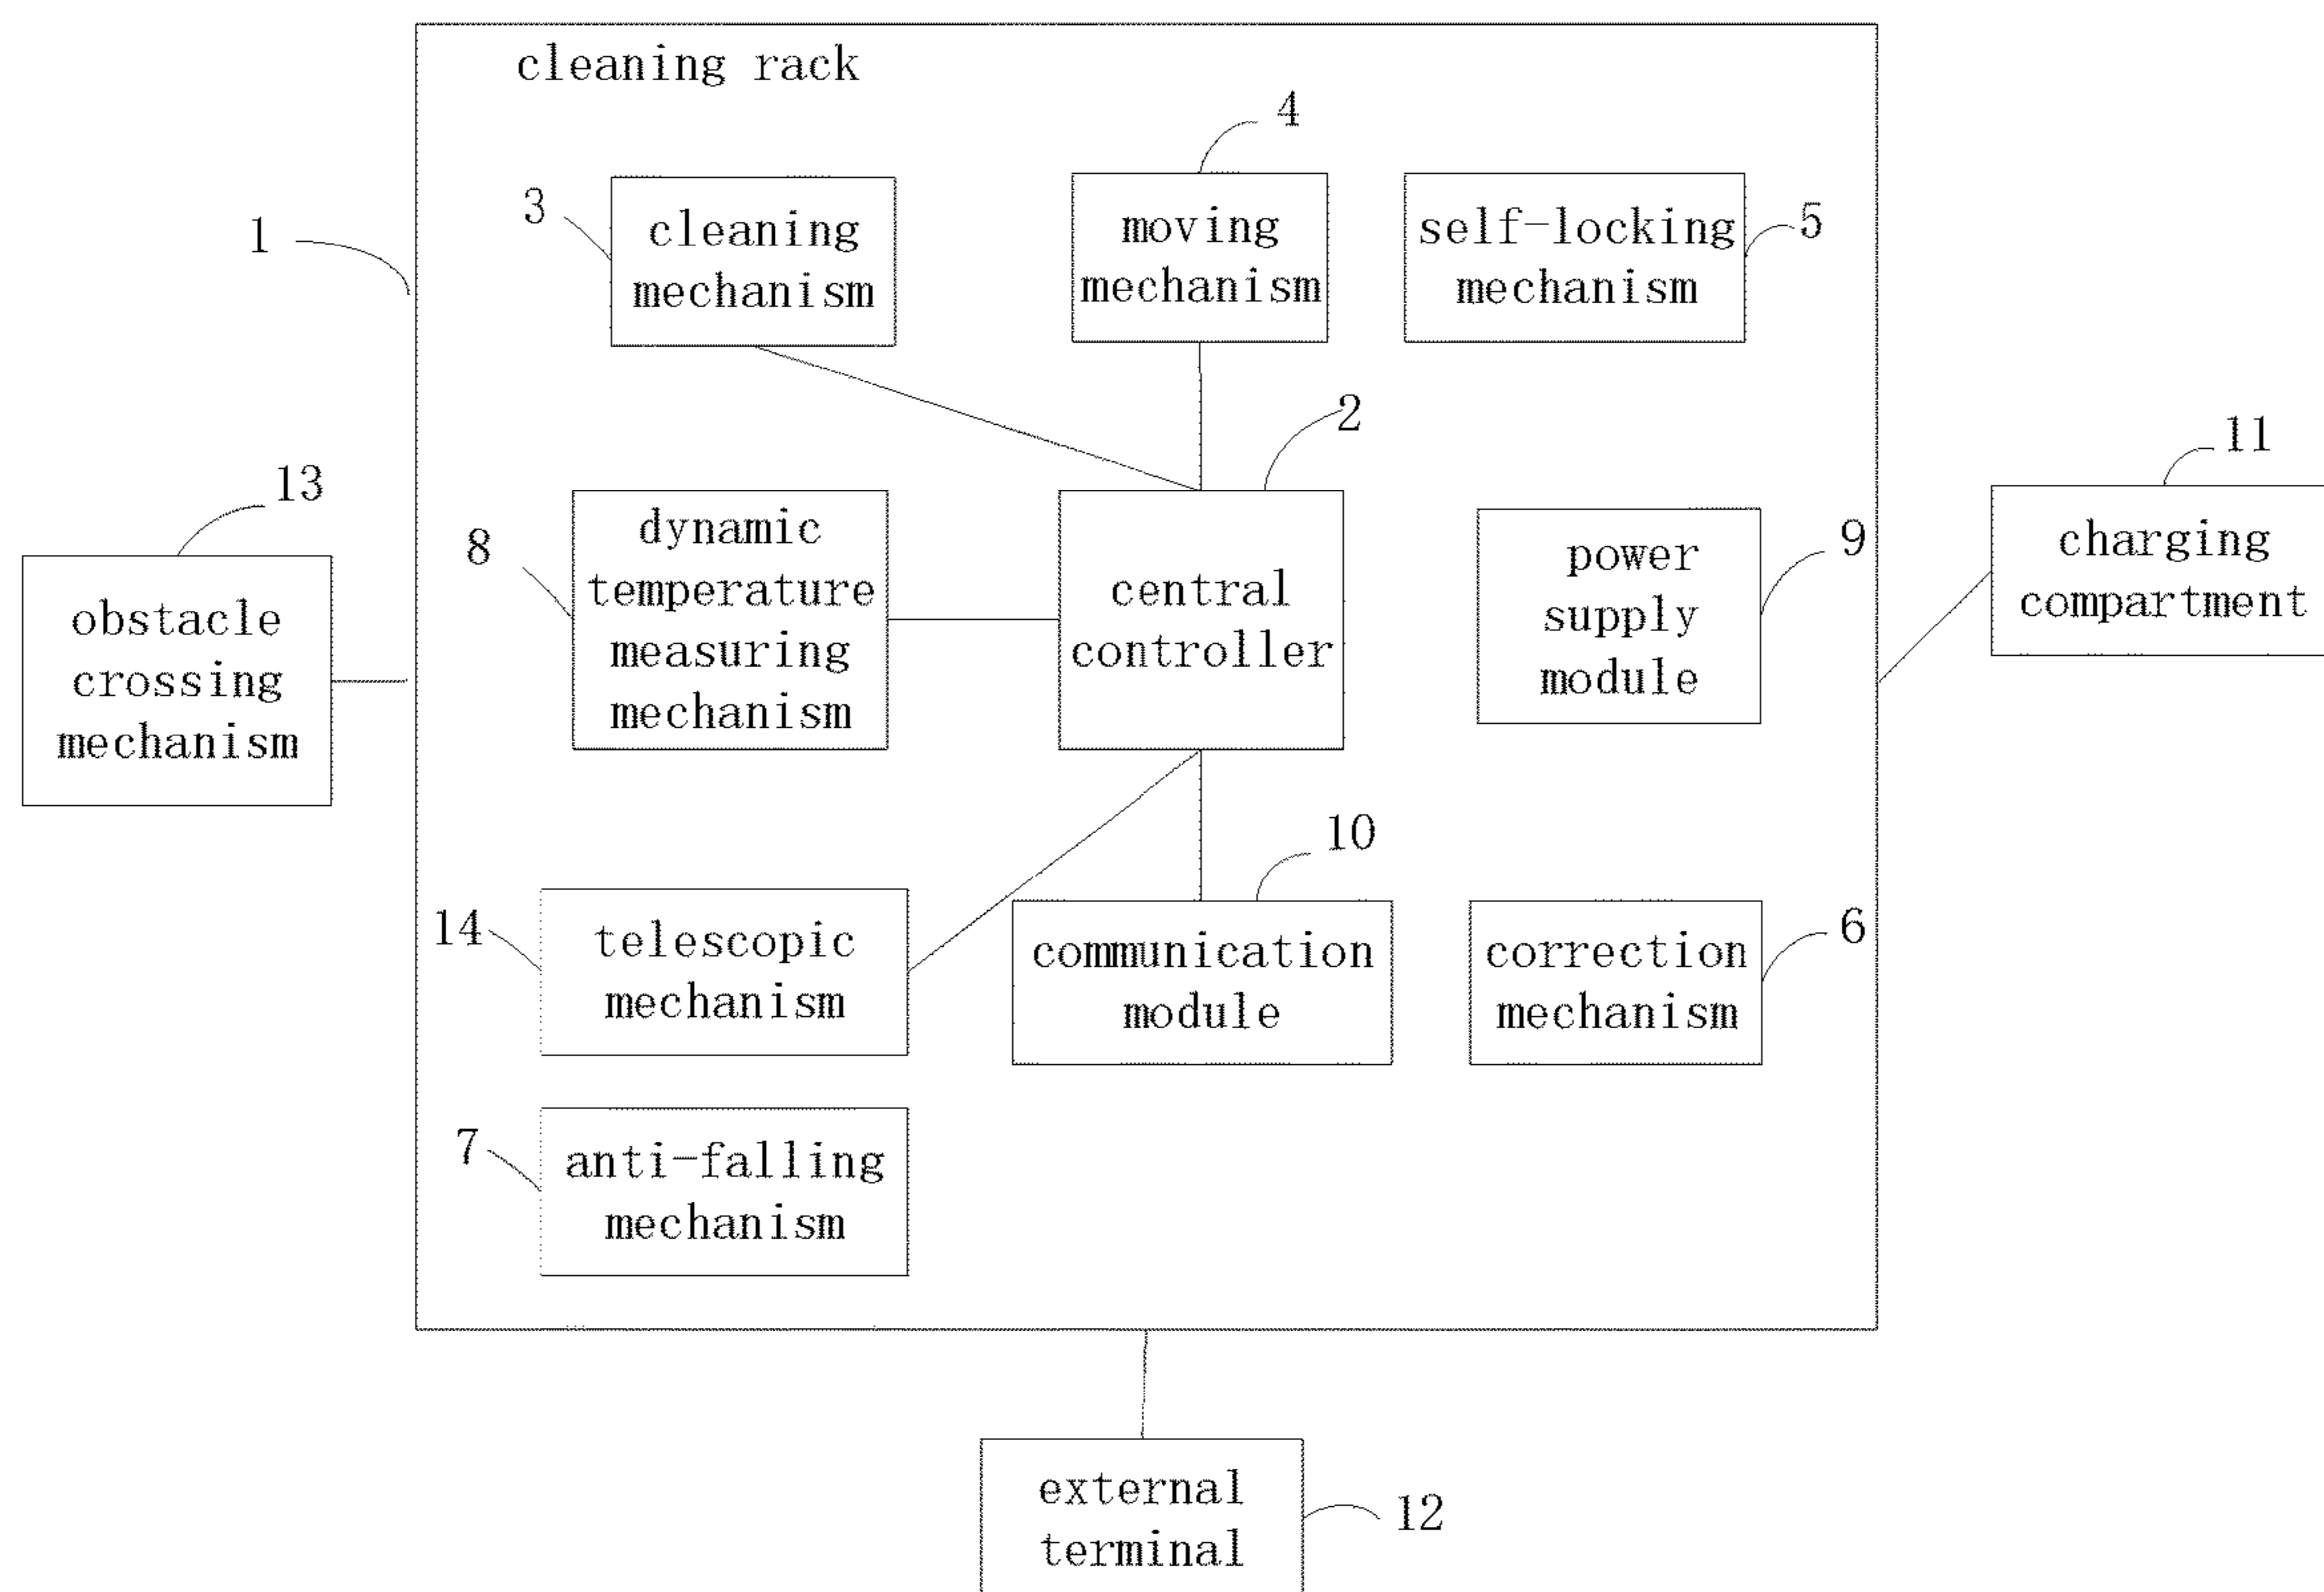 cleaning rack
4
3
cleaning
mechanism
moving
mechanism
self-locking
mechanism
5
1
2
11
13
8
dynamic
temperature
measuring
mechanism
central
controller
power
supply
module
9
charging
compartment
obstacle
crossing
mechanism
10
14
telescopic
mechanism
communication
module
correction
mechanism
6
7
anti-falling
mechanism
external
terminal
12